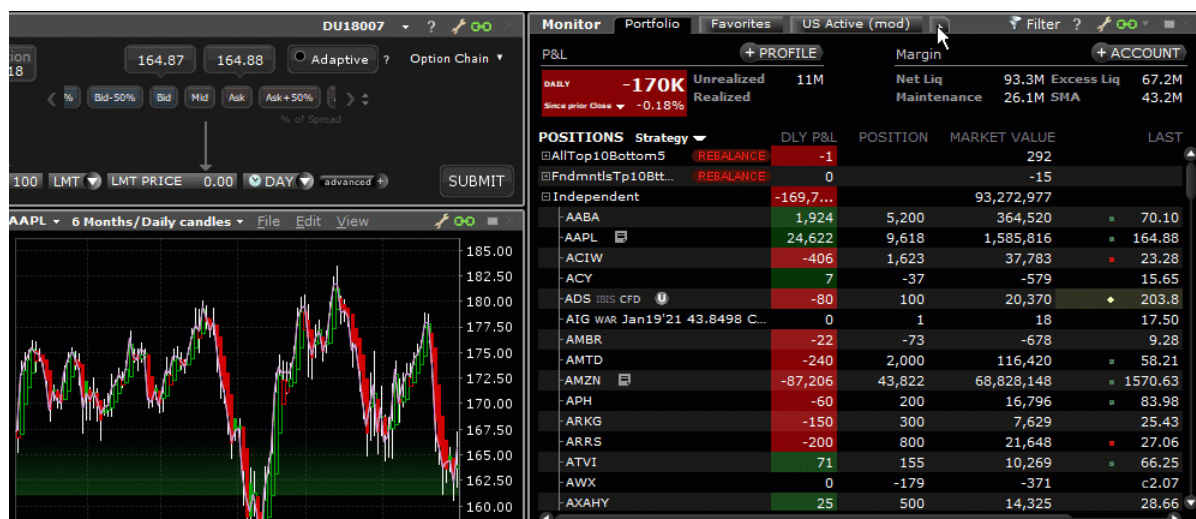 DU18007 ?
ion
18
164.87 164.88 Adaptive ? Option Chain
% Bid-50% Bid Mid Ask Ask+50%
% of Spread
100 LMT LMT PRICE 0.00 DAY advanced + SUBMIT
AAPL 6 Months/Daily candles File Edit View
185.00
182.50
180.00
177.50
175.00
172.50
170.00
167.50
165.00
162.50
160.00
Monitor Portfolio Favorites US Active (mod) Filter ?
P&L + PROFILE Margin + ACCOUNT
DAILY -170K Unrealized 11M Net Liq 93.3M Excess Liq 67.2M
Since prior Close -0.18% Realized Maintenance 26.1M SMA 43.2M
POSITIONS Strategy DLY P&L POSITION MARKET VALUE LAST
AllTop10Bottom5 REBALANCE -1 292
FndmntlsTp10Btt... REBALANCE 0 -15
Independent -169,7... 93,272,977
AABA 1,924 5,200 364,520 70.10
AAPL 24,622 9,618 1,585,816 164.88
ACIW -406 1,623 37,783 23.28
ACY 7 -37 -579 15.65
ADS IBIS CFD U -80 100 20,370 203.8
AIG WAR Jan19'21 43.8498 C... 0 1 18 17.50
AMBR -22 -73 -678 9.28
AMTD -240 2,000 116,420 58.21
AMZN -87,206 43,822 68,828,148 1570.63
APH -60 200 16,796 83.98
ARKG -150 300 7,629 25.43
ARRS -200 800 21,648 27.06
ATVI 71 155 10,269 66.25
AWX 0 -179 -371 c2.07
AXAHY 25 500 14,325 28.66